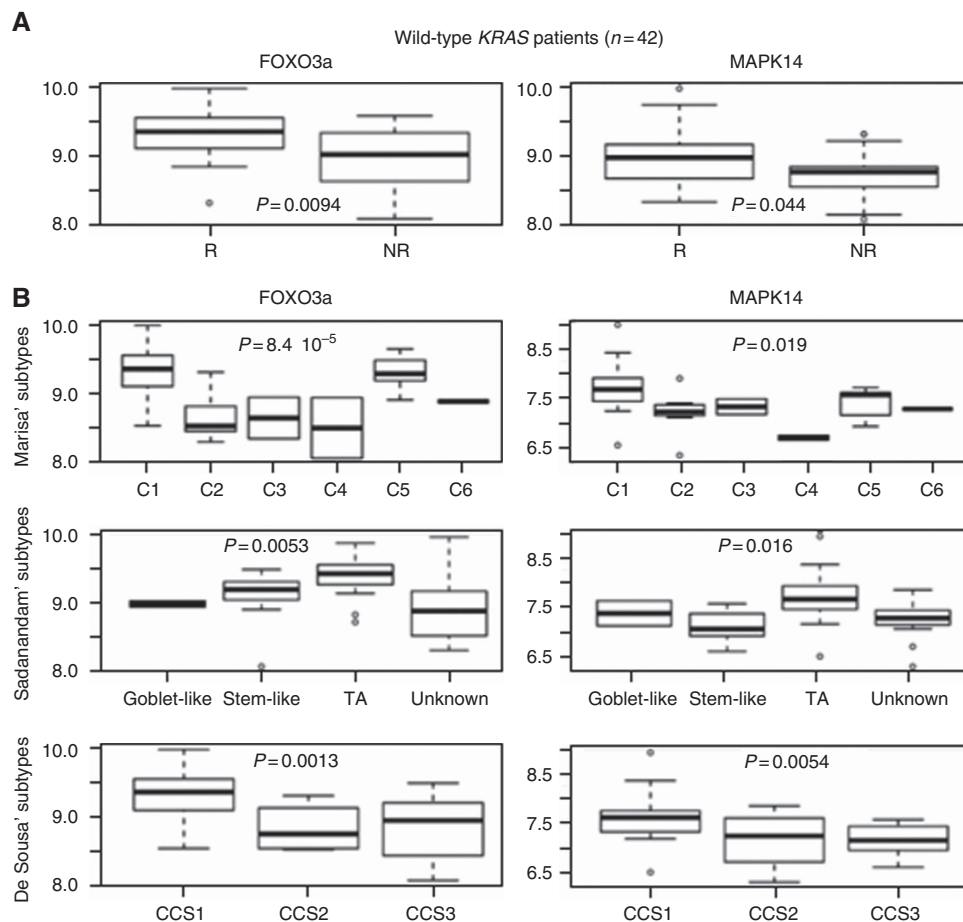 A
Wild-type KRAS patients (n=42)
FOXO3a
MAPK14
10.0
9.0
8.0
P=0.0094
R
NR
10.0
9.0
8.0
P=0.044
R
NR
B
FOXO3a
MAPK14
Marisa' subtypes
10.0
9.0
8.0
P=8.4 10−5
C1
C2
C3
C4
C5
C6
8.5
7.5
6.5
P=0.019
C1
C2
C3
C4
C5
C6
Sadanandam' subtypes
10.0
9.0
8.0
P=0.0053
Goblet-like
Stem-like
TA
Unknown
8.5
7.5
6.5
P=0.016
Goblet-like
Stem-like
TA
Unknown
De Sousa' subtypes
10.0
9.0
8.0
P=0.0013
CCS1
CCS2
CCS3
8.5
7.5
6.5
P=0.0054
CCS1
CCS2
CCS3